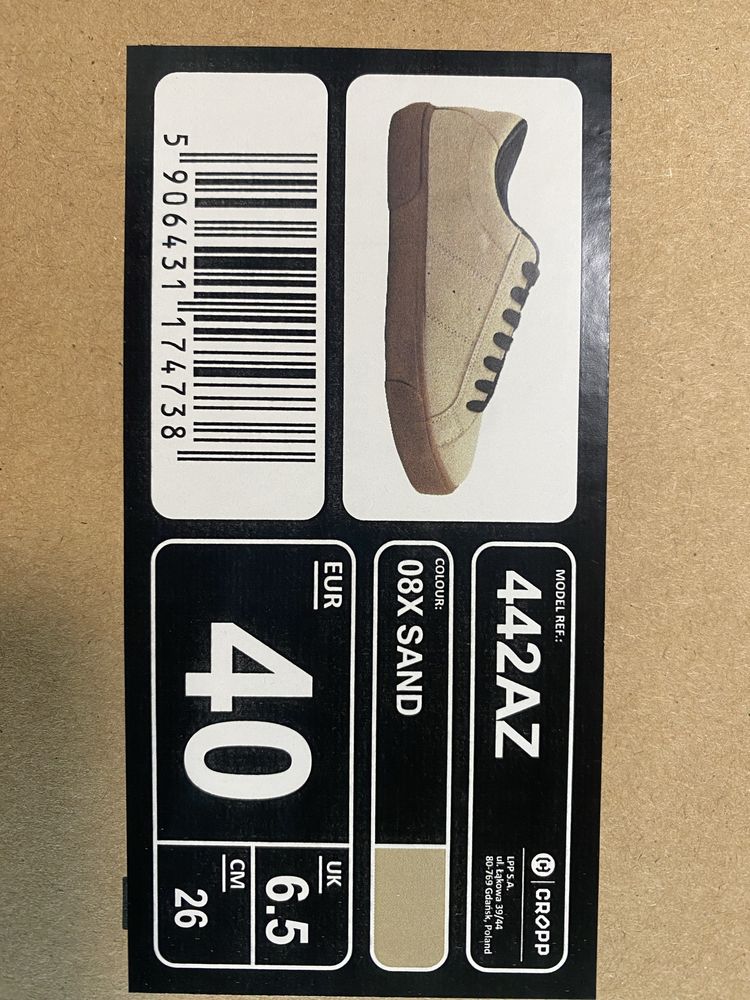 5 906431 174738
MODEL REF.:
442AZ
CROPP
LPP S.A.
ul. Łąkowa 39/44
80-769 Gdańsk, Poland
COLOUR:
08X SAND
EUR
40
UK
6.5
CM
26